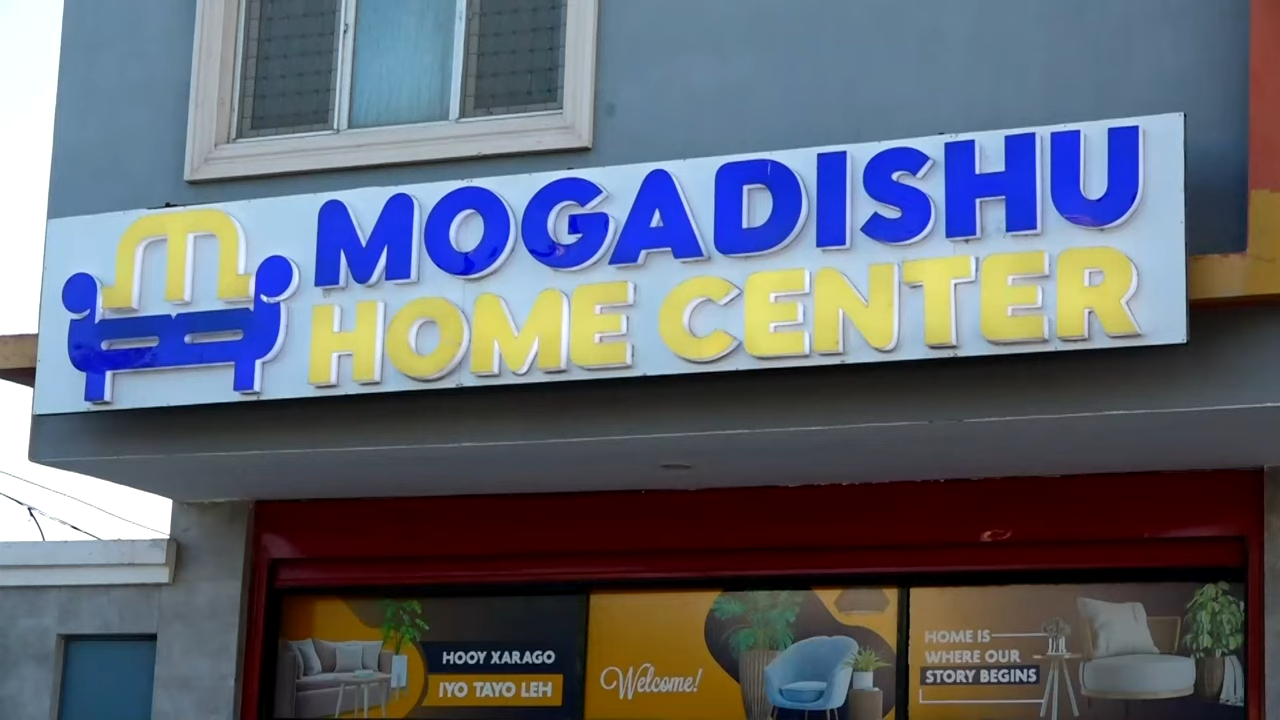 MOGADISHU
HOME CENTER
HOOY XARAGO
IYO TAYO LEH
Welcome!
HOME IS
WHERE OUR
STORY BEGINS